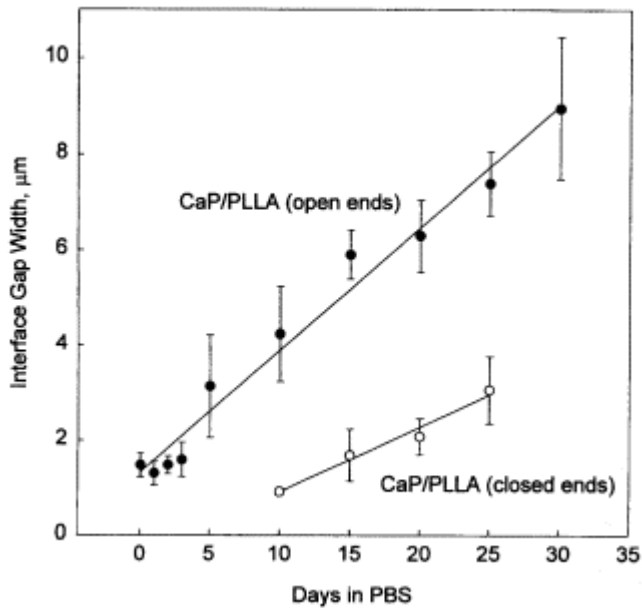 10
8
6
4
2
0
Interface Gap Width, μm
CaP/PLLA (open ends)
CaP/PLLA (closed ends)
0 5 10 15 20 25 30 35
Days in PBS